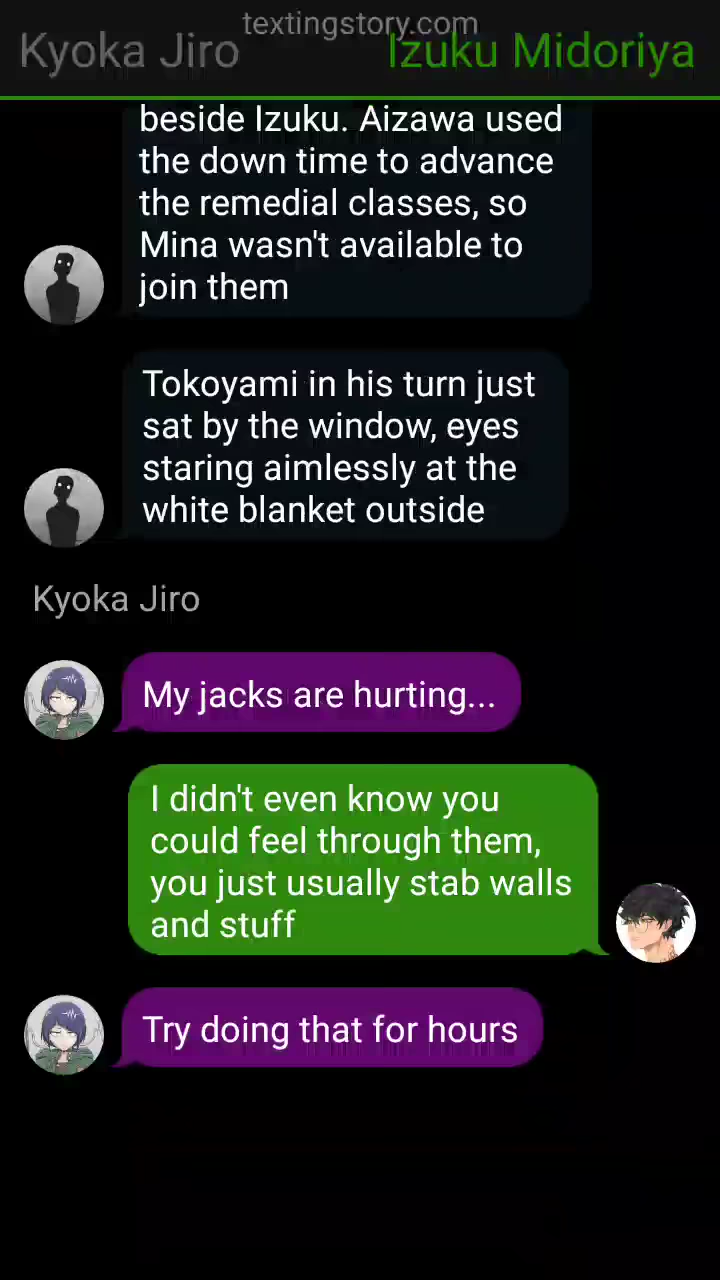 textingstory.com
Kyoka Jiro
Izuku Midoriya
beside Izuku. Aizawa used
the down time to advance
the remedial classes, so
Mina wasn't available to
join them
Tokoyami in his turn just
sat by the window, eyes
staring aimlessly at the
white blanket outside
Kyoka Jiro
My jacks are hurting...
I didn't even know you
could feel through them,
you just usually stab walls
and stuff
Try doing that for hours